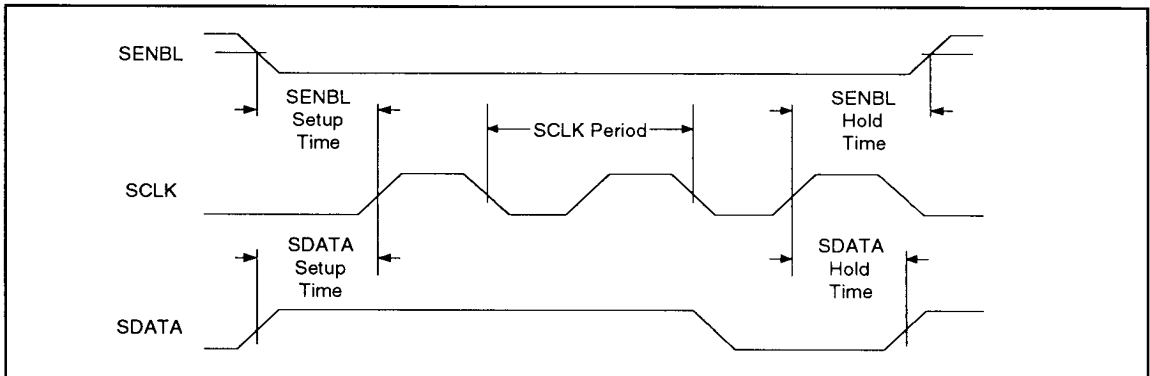 SENBL
SENBL
Setup
Time
SCLK Period
SENBL
Hold
Time
SCLK
SDATA
Setup
Time
SDATA
Hold
Time
SDATA